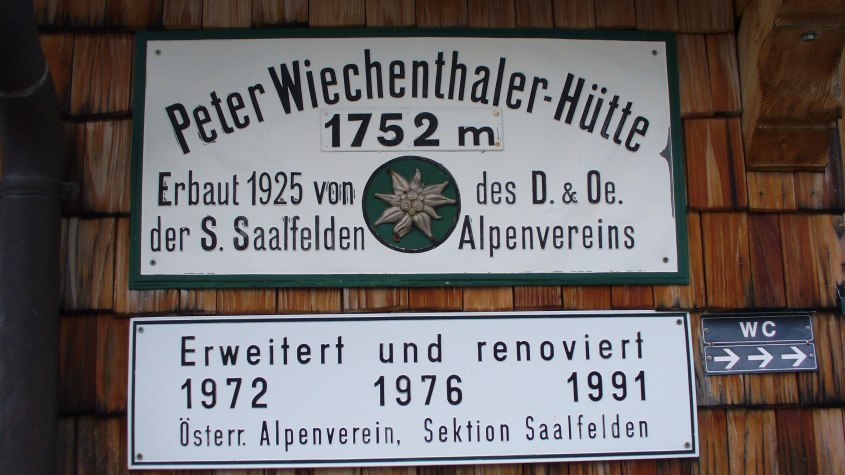 Peter Wiechenthaler-Hütte
1752 m
Erbaut 1925 von des D. & Oe.
der S. Saalfelden Alpenvereins
Erweitert und renoviert
1972 1976 1991
Österr. Alpenverein, Sektion Saalfelden
WC
→→→